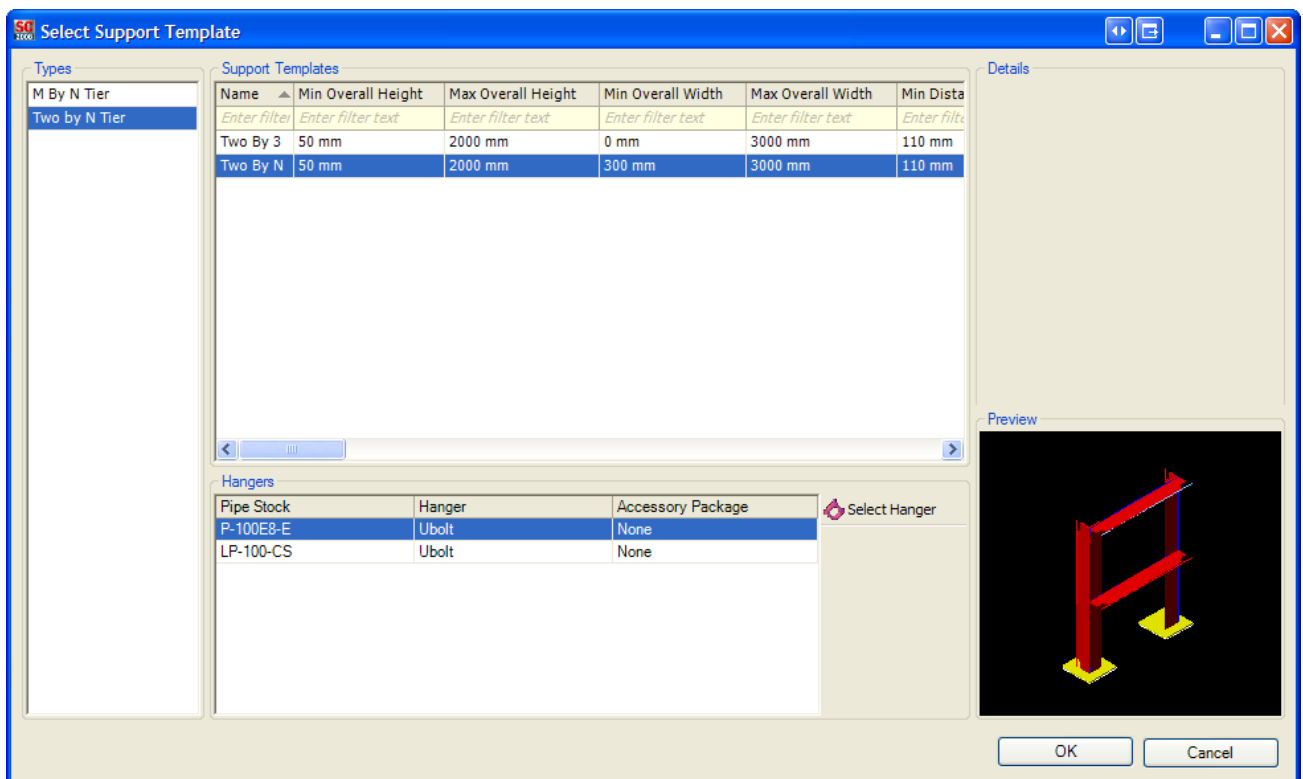 SC 2000 Select Support Template
Types
M By N Tier
Two by N Tier
Support Templates
Name Min Overall Height Max Overall Height Min Overall Width Max Overall Width Min Dista
Enter filter Enter filter text Enter filter text Enter filter text Enter filter text Enter filte
Two By 3 50 mm 2000 mm 0 mm 3000 mm 110 mm
Two By N 50 mm 2000 mm 300 mm 3000 mm 110 mm
Hangers
Pipe Stock Hanger Accessory Package
P-100E8-E Ubolt None
LP-100-CS Ubolt None
Select Hanger
Details
Preview
OK Cancel